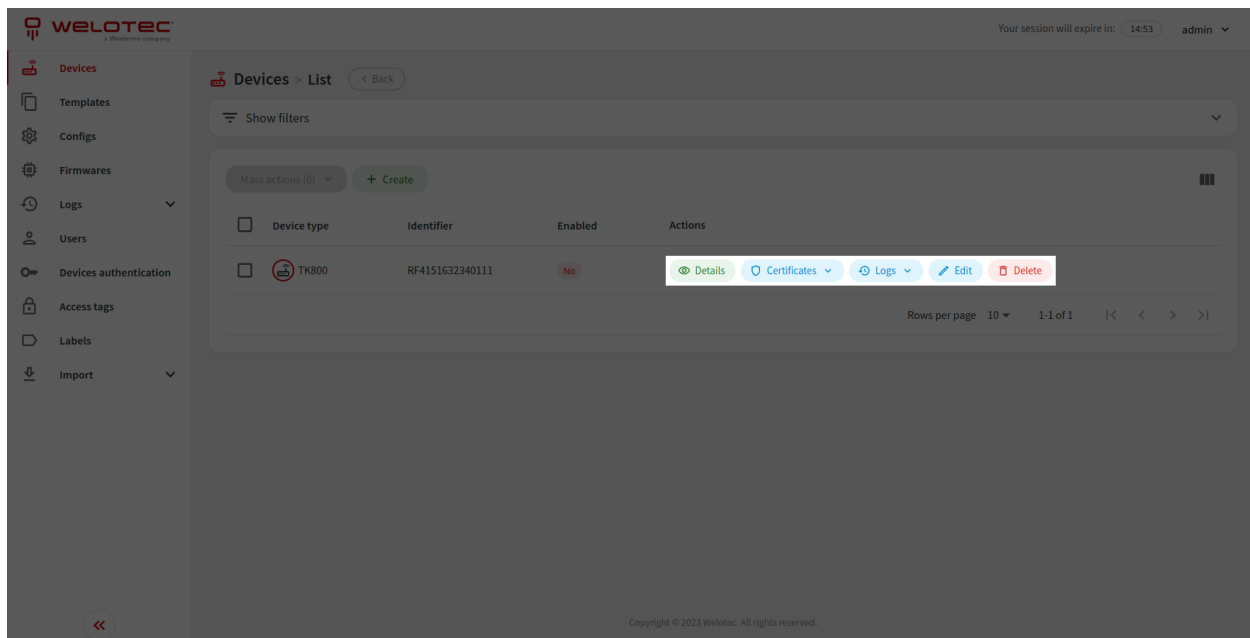 WELOTEC
a Westermo company
Your session will expire in: 14:53 admin
Devices
Templates
Configs
Firmwares
Logs
Users
Devices authentication
Access tags
Labels
Import
Devices > List < Back
Show filters
Mass actions (0) + Create
Device type Identifier Enabled Actions
TK800 RF4151632340111 No Details Certificates Logs Edit Delete
Rows per page 10 1-1 of 1
Copyright © 2023 Welotec. All rights reserved.